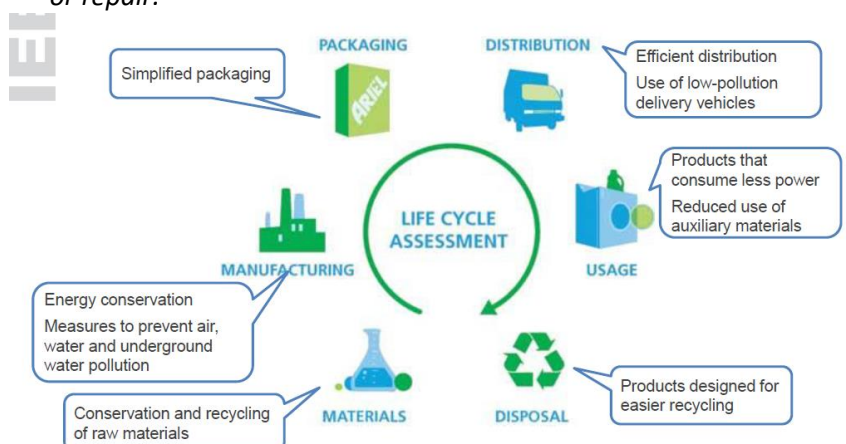 or repair.
IEE
PACKAGING
DISTRIBUTION
Simplified packaging
ARIEL
Efficient distribution
Use of low-pollution
delivery vehicles
Products that
consume less power
Reduced use of
auxiliary materials
LIFE CYCLE
ASSESSMENT
MANUFACTURING
USAGE
Energy conservation
Measures to prevent air,
water and underground
water pollution
Products designed for
easier recycling
Conservation and recycling
of raw materials
MATERIALS
DISPOSAL